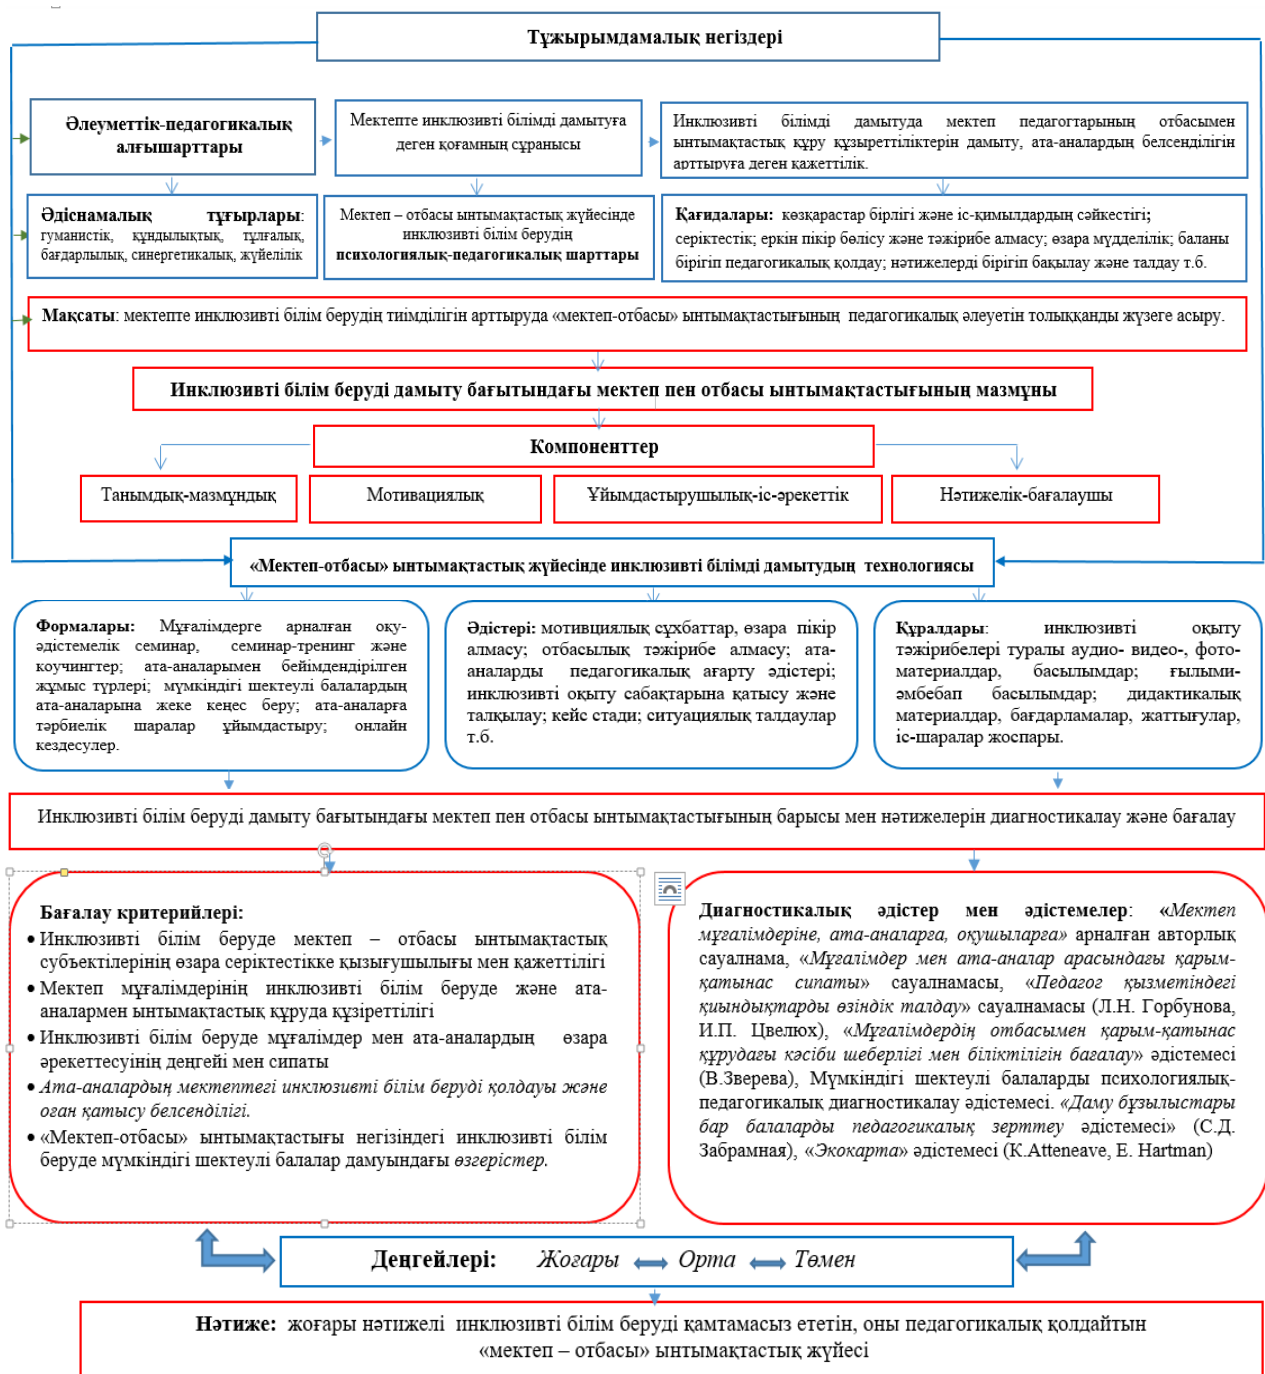 Тұжырымдамалық негіздері
Әлеуметтік-педагогикалық
алғышарттары
Мектепте инклюзивті білімді дамытуға
деген қоғамның сұранысы
Инклюзивті білімді дамытуда мектеп педагогтарының отбасымен
ынтымақтастық құру құзыреттіліктерін дамыту, ата-аналардың белсенділігін
арттыруға деген қажеттілік.
Әдіснамалық тұғырлары:
гуманистік, құндылықтық, тұлғалық,
бағдарлылық, синергетикалық, жүйелілік
Мектеп – отбасы ынтымақтастық жүйесінде
инклюзивті білім берудің
психологиялық-педагогикалық шарттары
Қағидалары: көзқарастар бірлігі және іс-қимылдардың сәйкестігі;
серіктестік; еркін пікір бөлісу және тәжірибе алмасу; өзара мүдделілік; баланы
бірігіп педагогикалық қолдау; нәтижелерді бірігіп бақылау және талдау т.б.
Мақсаты: мектепте инклюзивті білім берудің тиімділігін арттыруда «мектеп-отбасы» ынтымақтастығының педагогикалық әлеуетін толыққанды жүзеге асыру.
Инклюзивті білім беруді дамыту бағытындағы мектеп пен отбасы ынтымақтастығының мазмұны
Компоненттер
Танымдық-мазмұндық
Мотивациялық
Ұйымдастырушылық-іс-әрекеттік
Нәтижелік-бағалаушы
«Мектеп-отбасы» ынтымақтастық жүйесінде инклюзивті білімді дамытудың технологиясы
Формалары: Мұғалімдерге арналған оқу-
әдістемелік семинар, семинар-тренинг және
коучингтер; ата-аналарымен бейімдендірілген
жұмыс түрлері; мүмкіндігі шектеулі балалардың
ата-аналарына жеке кеңес беру; ата-аналарға
тәрбиелік шаралар ұйымдастыру; онлайн
кездесулер.
Әдістері: мотивциялық сұхбаттар, өзара пікір
алмасу; отбасылық тәжірибе алмасу; ата-
аналарды педагогикалық ағарту әдістері;
инклюзивті оқыту сабақтарына қатысу және
талқылау; кейс стади; ситуациялық талдаулар
т.б.
Құралдары: инклюзивті оқыту
тәжірибелері туралы аудио- видео-, фото-
материалдар, басылымдар; ғылыми-
әмбебап басылымдар; дидактикалық
материалдар, бағдарламалар, жаттығулар,
іс-шаралар жоспары.
Инклюзивті білім беруді дамыту бағытындағы мектеп пен отбасы ынтымақтастығының барысы мен нәтижелерін диагностикалау және бағалау
Бағалау критерийлері:
• Инклюзивті білім беруде мектеп – отбасы ынтымақтастық
субъектілерінің өзара серіктестікке қызығушылығы мен қажеттілігі
• Мектеп мұғалімдерінің инклюзивті білім беруде және ата-
аналармен ынтымақтастық құруда құзіреттілігі
• Инклюзивті білім беруде мұғалімдер мен ата-аналардың өзара
әрекеттесуінің деңгейі мен сипаты
• Ата-аналардың мектептегі инклюзивті білім беруді қолдауы және
оған қатысу белсенділігі.
• «Мектеп-отбасы» ынтымақтастығы негізіндегі инклюзивті білім
беруде мүмкіндігі шектеулі балалар дамуындағы өзгерістер.
Диагностикалық әдістер мен әдістемелер: «Мектеп
мұғалімдеріне, ата-аналарға, оқушыларға» арналған авторлық
сауалнама, «Мұғалімдер мен ата-аналар арасындағы қарым-
қатынас сипаты» сауалнамасы, «Педагог қызметіндегі
қиындықтарды өзіндік талдау» сауалнамасы (Л.Н. Горбунова,
И.П. Цвелюх), «Мұғалімдердің отбасымен қарым-қатынас
құрудағы кәсіби шеберлігі мен біліктілігін бағалау» әдістемесі
(В.Зверева), Мүмкіндігі шектеулі балаларды психологиялық-
педагогикалық диагностикалау әдістемесі. «Даму бұзылыстары
бар балаларды педагогикалық зерттеу әдістемесі» (С.Д.
Забрамная), «Экокарта» әдістемесі (К.Atteneave, E. Hartman)
Деңгейлері: Жоғары Орта Төмен
Нәтиже: жоғары нәтижелі инклюзивті білім беруді қамтамасыз ететін, оны педагогикалық қолдайтын
«мектеп – отбасы» ынтымақтастық жүйесі